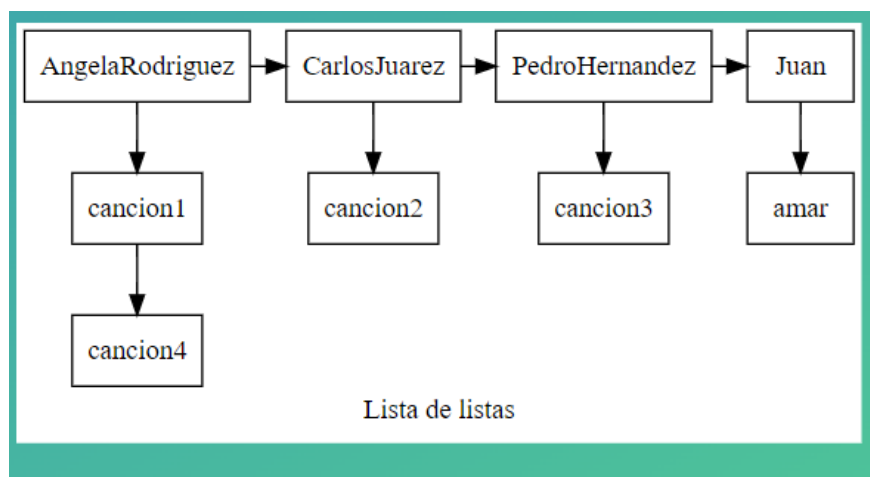 AngelaRodriguez CarlosJuarez PedroHernandez Juan
cancion1 cancion2 cancion3 amar
cancion4
Lista de listas